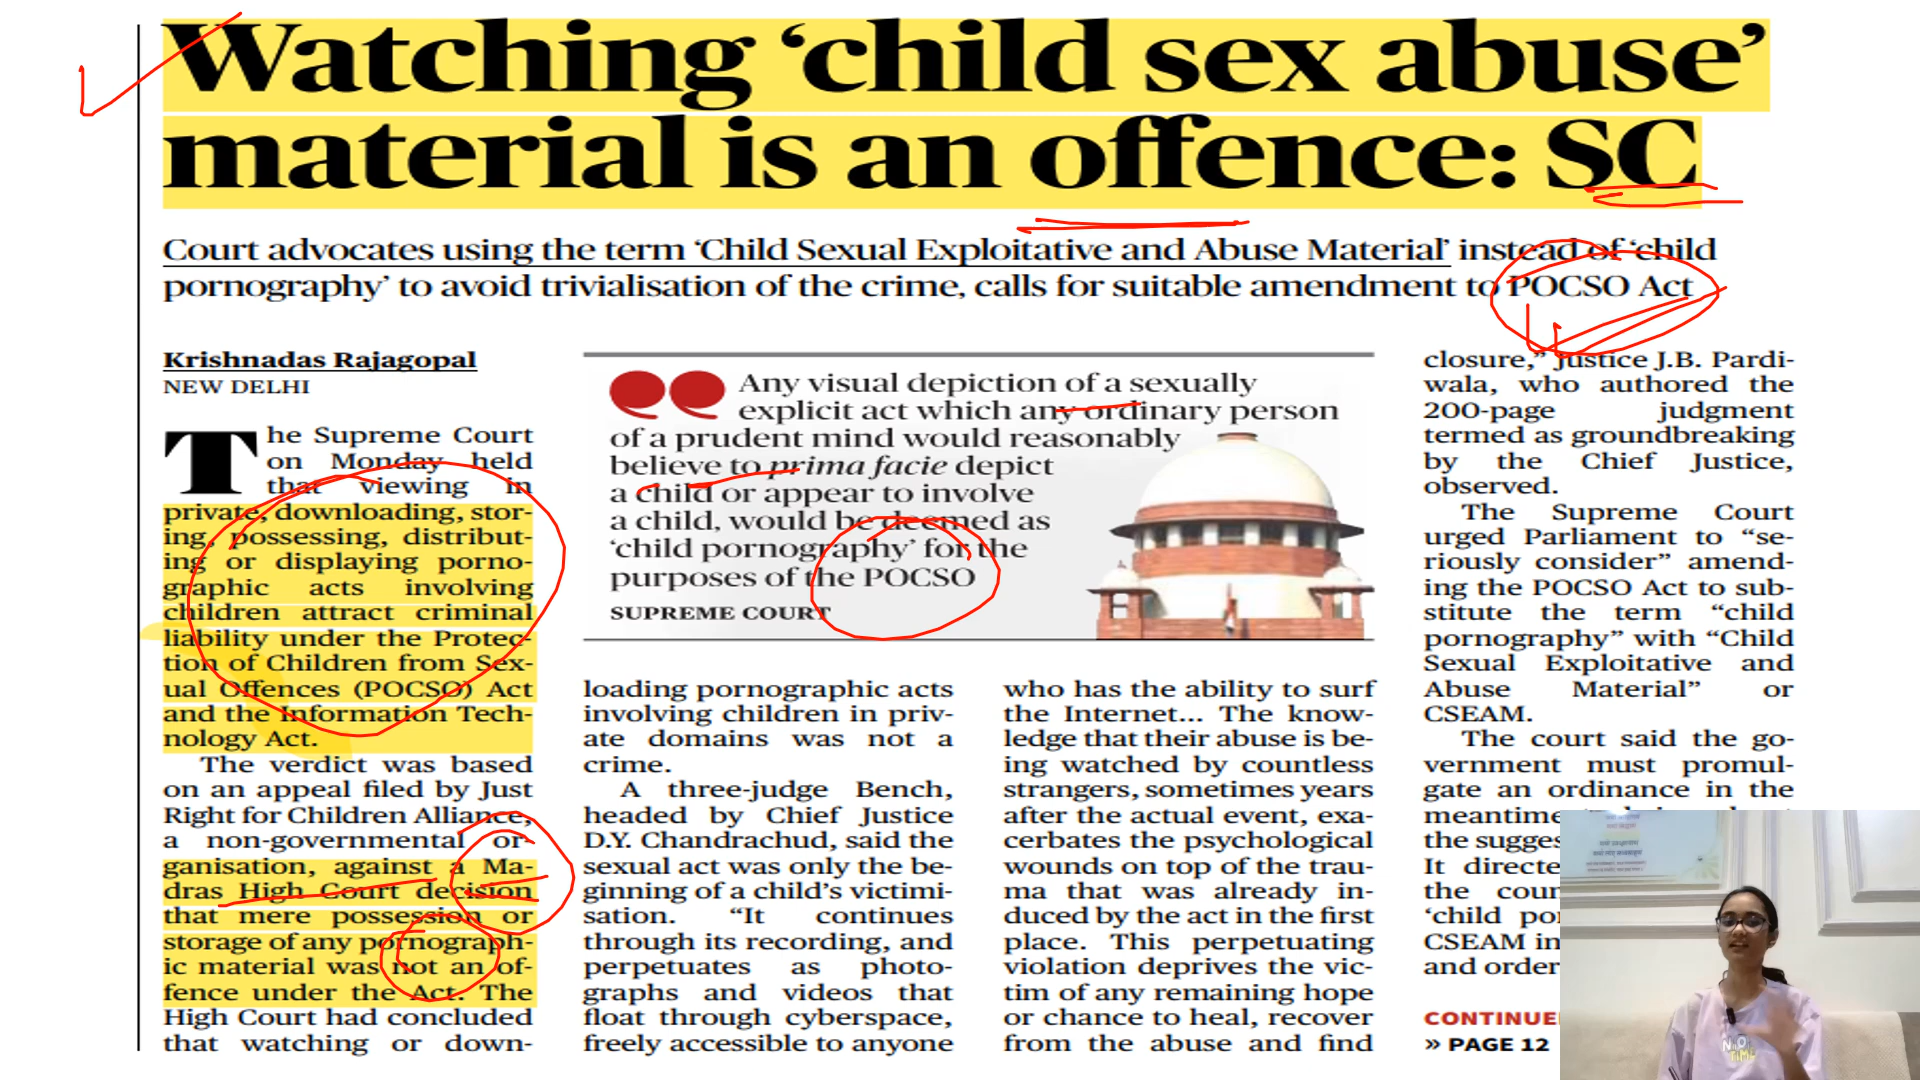 Watching ‘child sex abuse’
material is an offence: SC
Court advocates using the term ‘Child Sexual Exploitative and Abuse Material’ instead of ‘child
pornography’ to avoid trivialisation of the crime, calls for suitable amendment to POCSO Act
Krishnadas Rajagopal
NEW DELHI
The Supreme Court
on Monday held
that viewing in
private, downloading, stor-
ing, possessing, distribut-
ing or displaying porno-
graphic acts involving
children attract criminal
liability under the Protec-
tion of Children from Sex-
ual Offences (POCSO) Act
and the Information Tech-
nology Act.
The verdict was based
on an appeal filed by Just
Right for Children Alliance,
a non-governmental or-
ganisation, against a Ma-
dras High Court decision
that mere possession or
storage of any pornograph-
ic material was not an of-
fence under the Act. The
High Court had concluded
that watching or down-
Any visual depiction of a sexually
explicit act which any ordinary person
of a prudent mind would reasonably
believe to prima facie depict
a child or appear to involve
a child, would be deemed as
‘child pornography’ for the
purposes of the POCSO
SUPREME COURT
loading pornographic acts
involving children in priv-
ate domains was not a
crime.
A three-judge Bench,
headed by Chief Justice
D.Y. Chandrachud, said the
sexual act was only the be-
ginning of a child’s victimi-
sation. “It continues
through its recording, and
perpetuates as photo-
graphs and videos that
float through cyberspace,
freely accessible to anyone
who has the ability to surf
the Internet... The know-
ledge that their abuse is be-
ing watched by countless
strangers, sometimes years
after the actual event, exa-
cerbates the psychological
wounds on top of the trau-
ma that was already in-
duced by the act in the first
place. This perpetuating
violation deprives the vic-
tim of any remaining hope
or chance to heal, recover
from the abuse and find
closure,” Justice J.B. Pardi-
wala, who authored the
200-page judgment
termed as groundbreaking
by the Chief Justice,
observed.
The Supreme Court
urged Parliament to “se-
riously consider” amend-
ing the POCSO Act to sub-
stitute the term “child
pornography” with “Child
Sexual Exploitative and
Abuse Material” or
CSEAM.
The court said the go-
vernment must promul-
gate an ordinance in the
meantime
the sugges
It directe
the coun
‘child por
CSEAM in
and order
CONTINUE
» PAGE 12